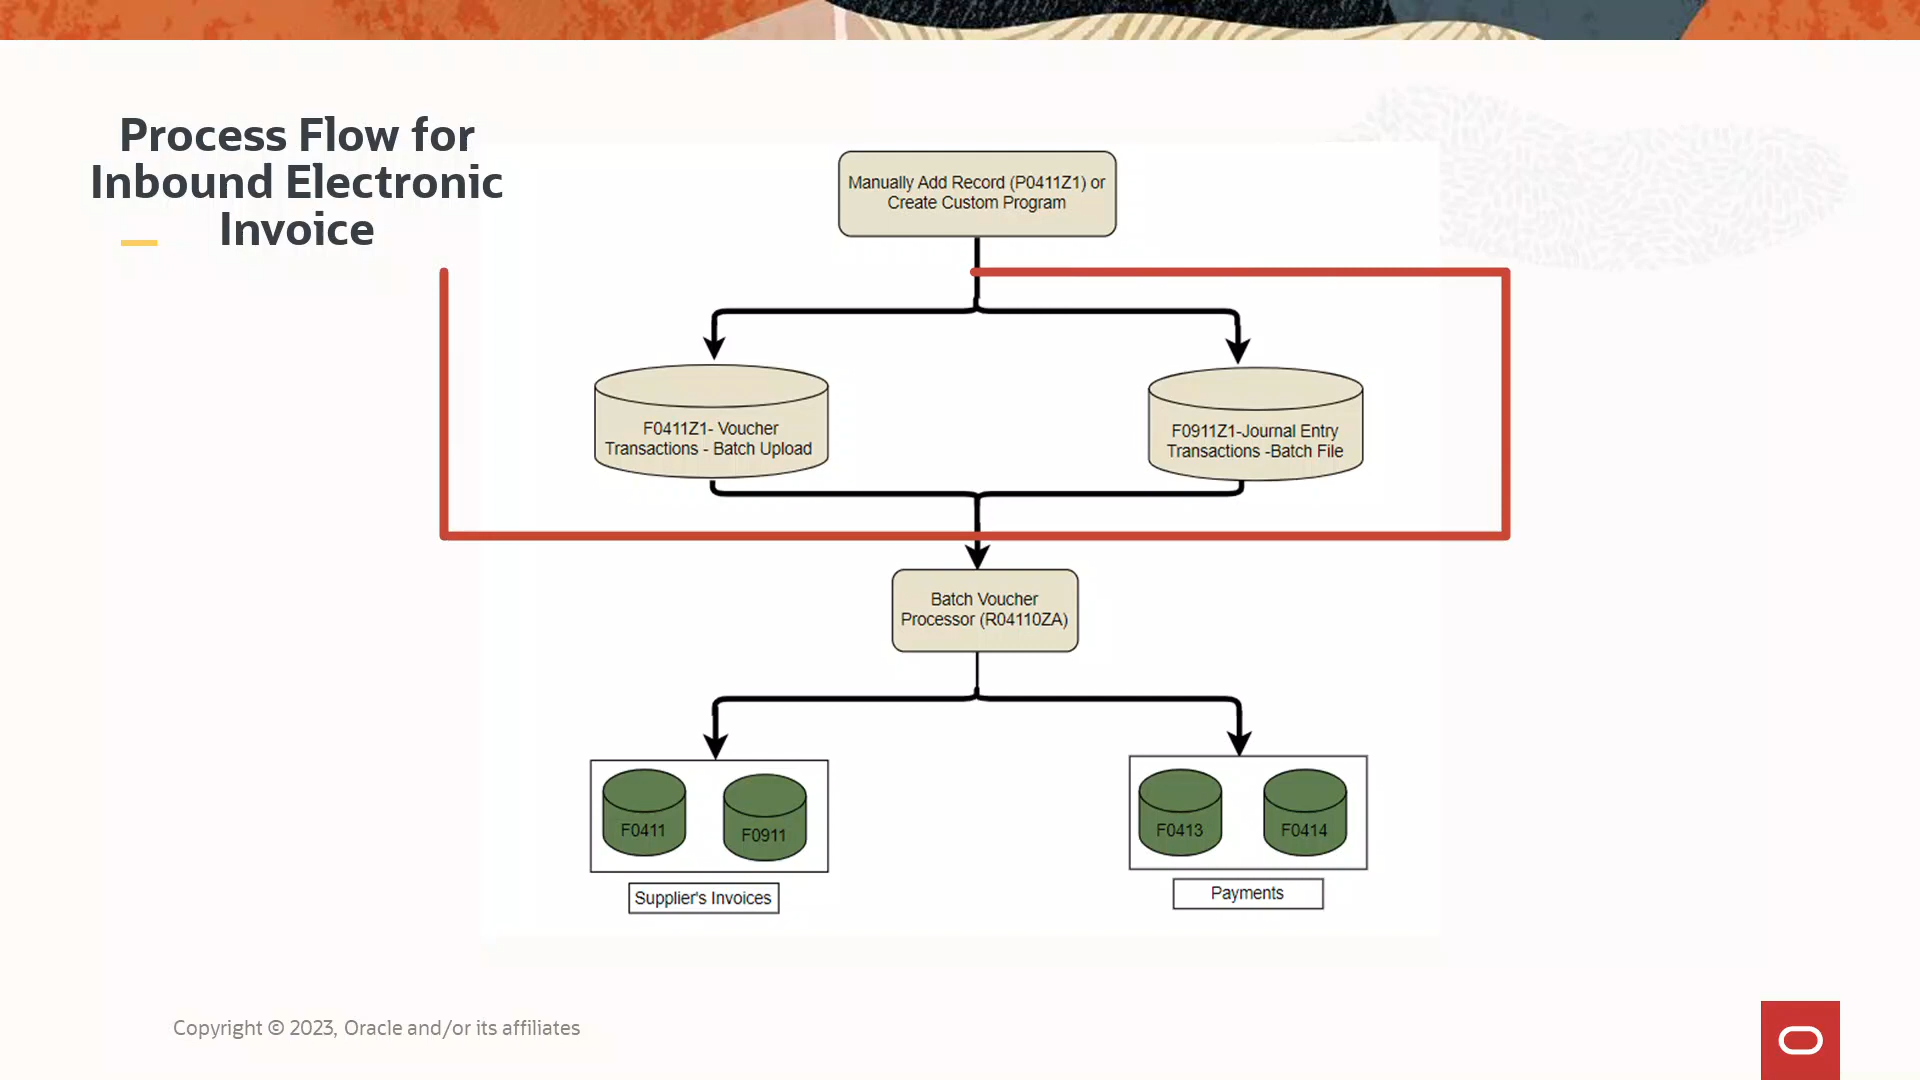 Process Flow for
Inbound Electronic
Invoice
Manually Add Record (P0411Z1) or
Create Custom Program
F0411Z1- Voucher
Transactions - Batch Upload
F0911Z1-Journal Entry
Transactions -Batch File
Batch Voucher
Processor (R04110ZA)
F0411
F0911
F0413
F0414
Supplier's Invoices
Payments
Copyright © 2023, Oracle and/or its affiliates